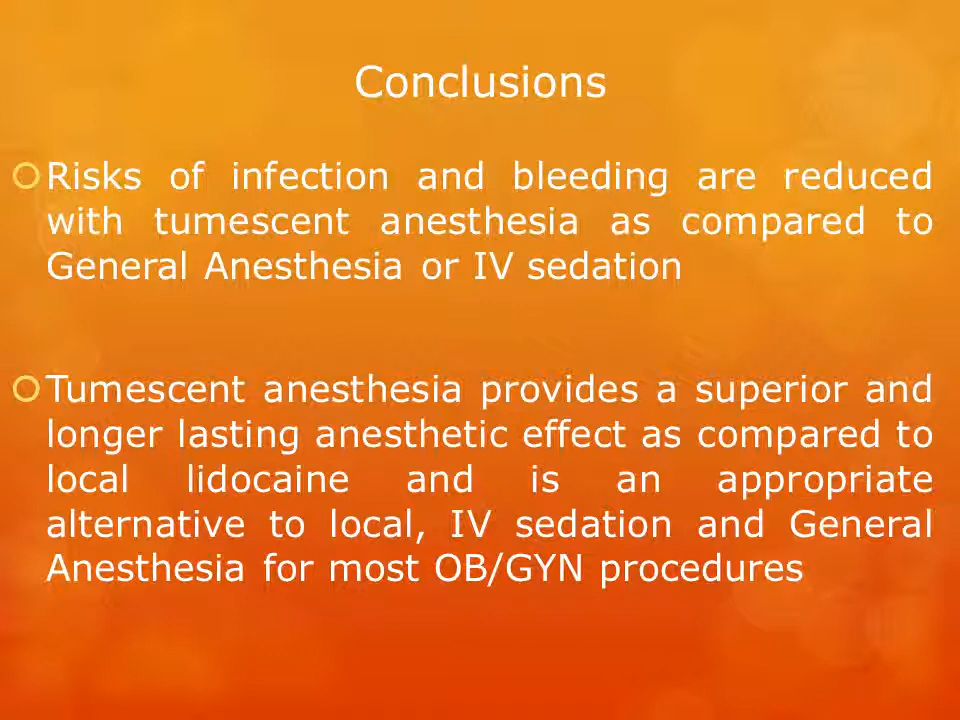 Conclusions
Risks of infection and bleeding are reduced
with tumescent anesthesia as compared to
General Anesthesia or IV sedation
Tumescent anesthesia provides a superior and
longer lasting anesthetic effect as compared to
local lidocaine and is an appropriate
alternative to local, IV sedation and General
Anesthesia for most OB/GYN procedures